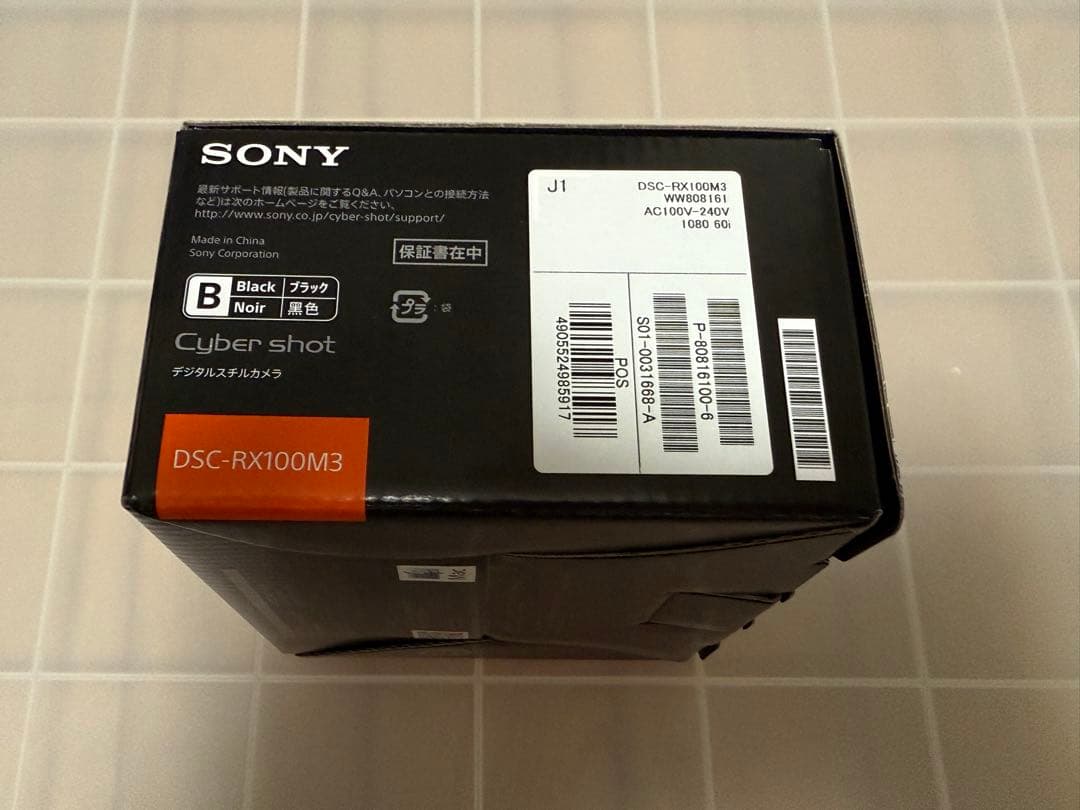 SONY
最新サポート情報(製品に関するQ&A、パソコンとの接続方法
など)は次のホームページをご覧ください。
http://www.sony.co.jp/cyber-shot/support/
Made in China
Sony Corporation
保証書在中
B
Black ブラック
Noir 黒色
プラ : 袋
Cyber shot
デジタルスチルカメラ
DSC-RX100M3
J1
DSC-RX100M3
WW808161
AC100V-240V
1080 60i
4905524985917
POS
S01-0031668-A
P-80816100-6